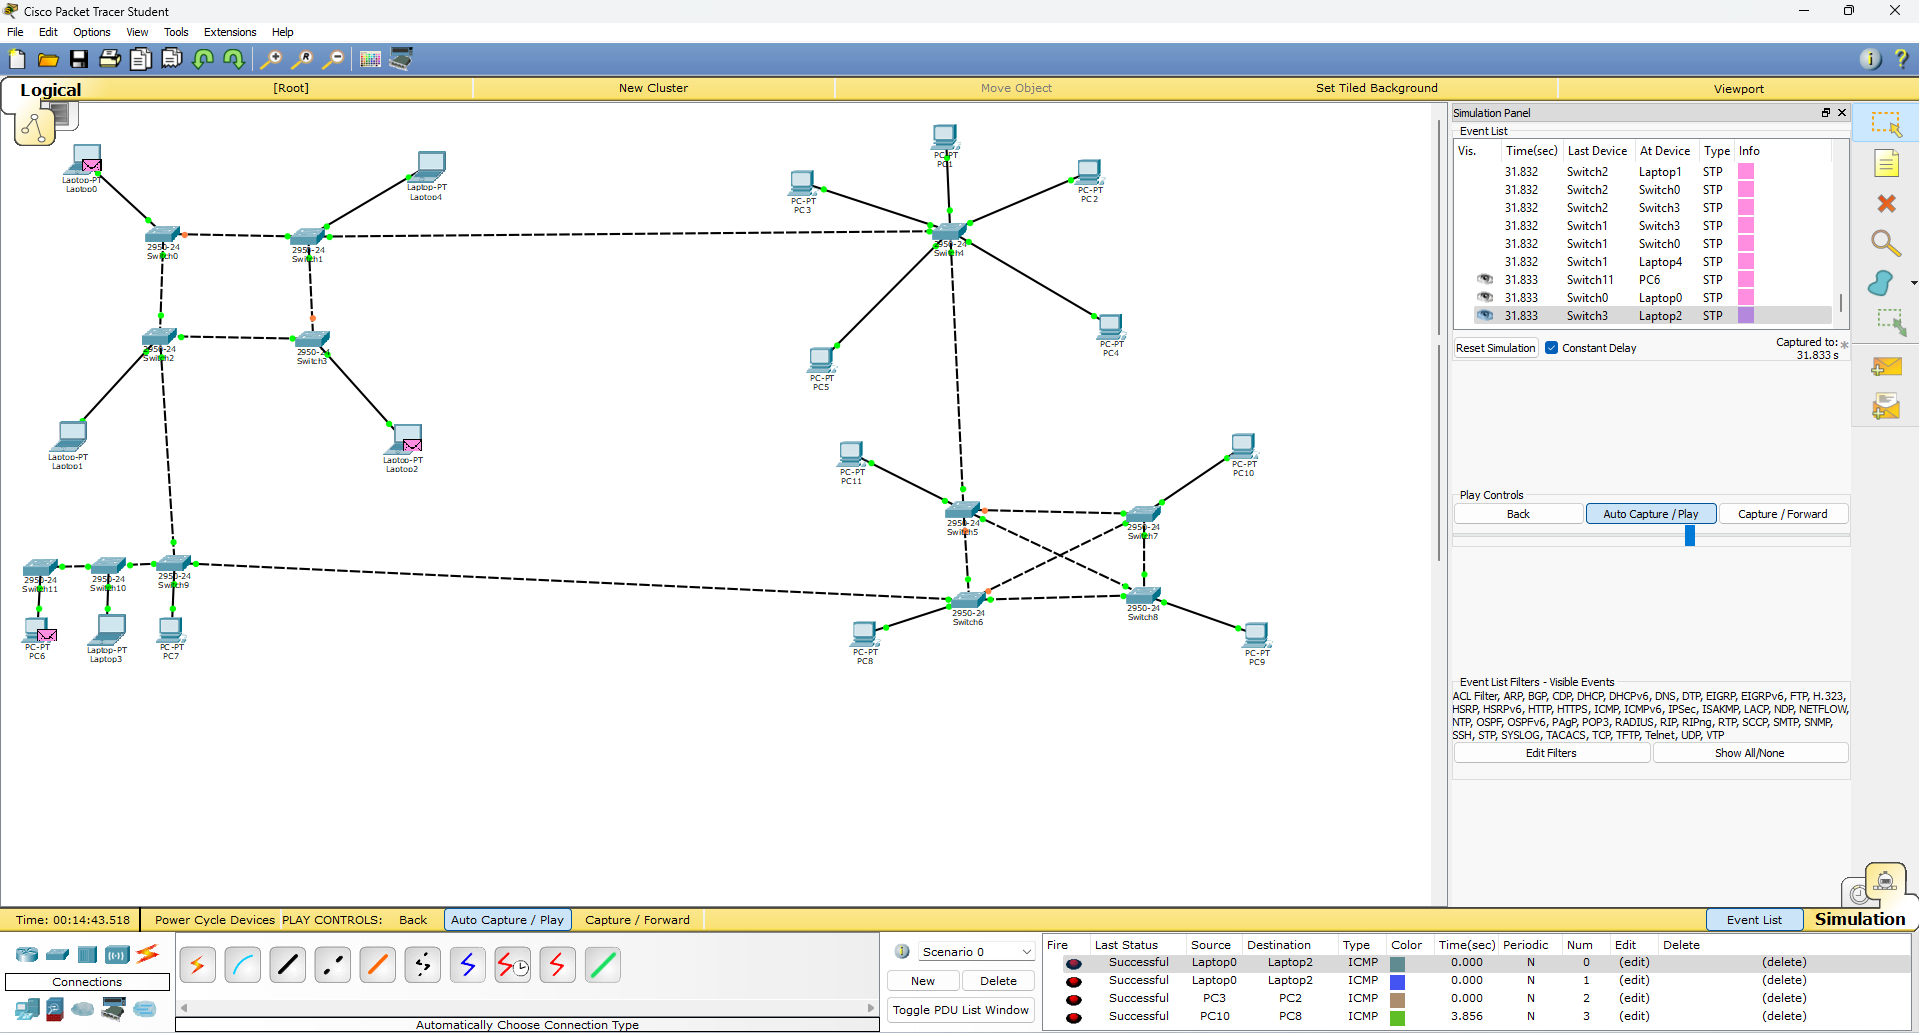 Cisco Packet Tracer Student
File Edit Options View Tools Extensions Help
Logical [Root] New Cluster Move Object Set Tiled Background Viewport
Laptop-PT
Laptop0
Laptop-PT
Laptop4
2950-24
Switch0
2950-24
Switch1
2950-24
Switch2
2950-24
Switch3
Laptop-PT
Laptop1
Laptop-PT
Laptop2
2950-24
Switch11
2950-24
Switch10
2950-24
Switch9
PC-PT
PC6
Laptop-PT
Laptop3
PC-PT
PC7
PC-PT
PC1
PC-PT
PC3
PC-PT
PC2
2950-24
Switch4
PC-PT
PC4
PC-PT
PC5
PC-PT
PC11
PC-PT
PC10
2950-24
Switch5
2950-24
Switch7
2950-24
Switch6
2950-24
Switch8
PC-PT
PC8
PC-PT
PC9
Simulation Panel
Event List
Vis. Time(sec) Last Device At Device Type Info
31.832 Switch2 Laptop1 STP
31.832 Switch2 Switch0 STP
31.832 Switch2 Switch3 STP
31.832 Switch1 Switch3 STP
31.832 Switch1 Switch0 STP
31.832 Switch1 Laptop4 STP
31.833 Switch11 PC6 STP
31.833 Switch0 Laptop0 STP
31.833 Switch3 Laptop2 STP
Reset Simulation Constant Delay Captured to: *
31.833 s
Play Controls
Back Auto Capture / Play Capture / Forward
Event List Filters - Visible Events
ACL Filter, ARP, BGP, CDP, DHCP, DHCPv6, DNS, DTP, EIGRP, EIGRPv6, FTP, H.323,
HSRP, HSRPv6, HTTP, HTTPS, ICMP, ICMPv6, IPSec, ISAKMP, LACP, NDP, NETFLOW,
NTP, OSPF, OSPFv6, PAgP, POP3, RADIUS, RIP, RIPng, RTP, SCCP, SMTP, SNMP,
SSH, STP, SYSLOG, TACACS, TCP, TFTP, Telnet, UDP, VTP
Edit Filters Show All/None
Time: 00:14:43.518 Power Cycle Devices PLAY CONTROLS: Back Auto Capture / Play Capture / Forward Event List Simulation
Connections
Automatically Choose Connection Type
Scenario 0
New Delete
Toggle PDU List Window
Fire Last Status Source Destination Type Color Time(sec) Periodic Num Edit Delete
Successful Laptop0 Laptop2 ICMP 0.000 N 0 (edit) (delete)
Successful Laptop0 Laptop2 ICMP 0.000 N 1 (edit) (delete)
Successful PC3 PC2 ICMP 0.000 N 2 (edit) (delete)
Successful PC10 PC8 ICMP 3.856 N 3 (edit) (delete)